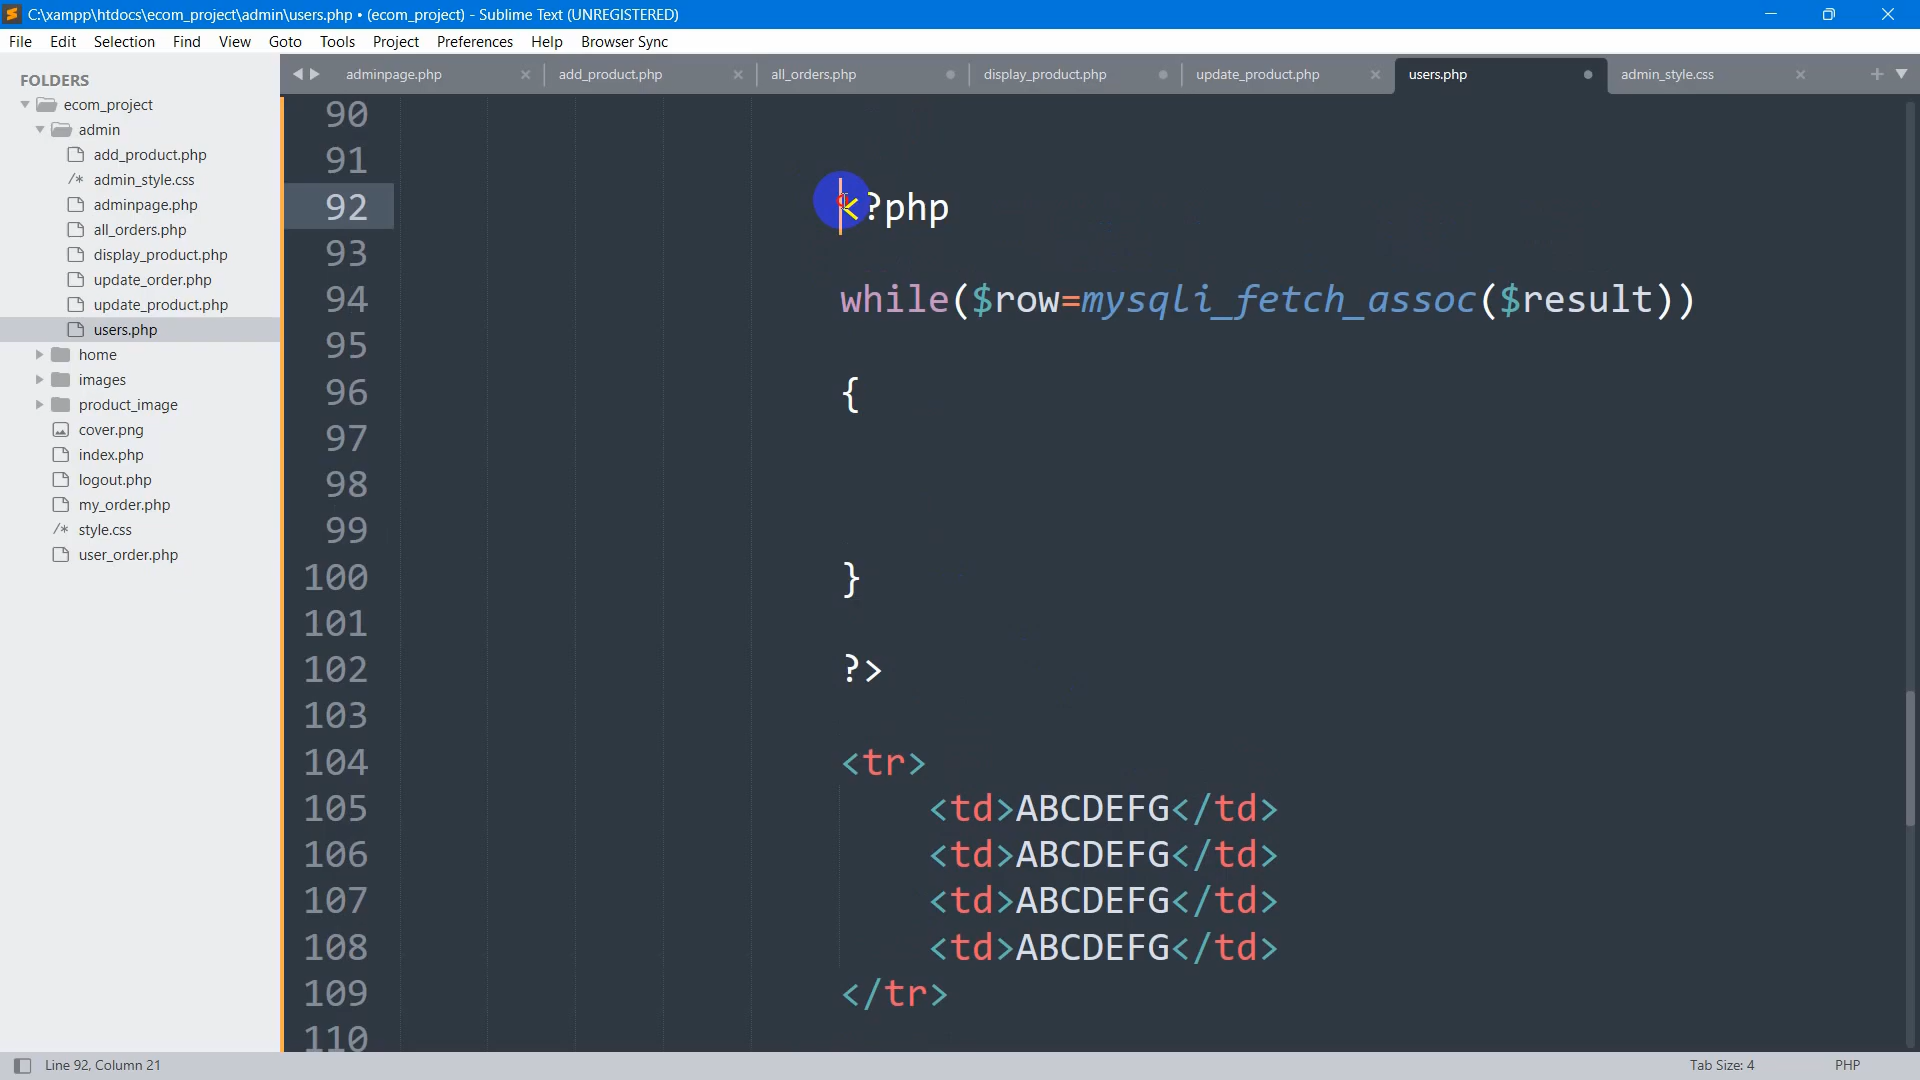 C:\xampp\htdocs\ecom_project\admin\users.php • (ecom_project) - Sublime Text (UNREGISTERED)
File Edit Selection Find View Goto Tools Project Preferences Help Browser Sync
FOLDERS
ecom_project
admin
add_product.php
/* admin_style.css
adminpage.php
all_orders.php
display_product.php
update_order.php
update_product.php
users.php
home
images
product_image
cover.png
index.php
logout.php
my_order.php
/* style.css
user_order.php
adminpage.php add_product.php all_orders.php display_product.php update_product.php users.php admin_style.css
90
91
92 <?php
93
94 while($row=mysqli_fetch_assoc($result))
95
96 {
97
98
99
100 }
101
102 ?>
103
104 <tr>
105 <td>ABCDEFG</td>
106 <td>ABCDEFG</td>
107 <td>ABCDEFG</td>
108 <td>ABCDEFG</td>
109 </tr>
110
Line 92, Column 21 Tab Size: 4 PHP